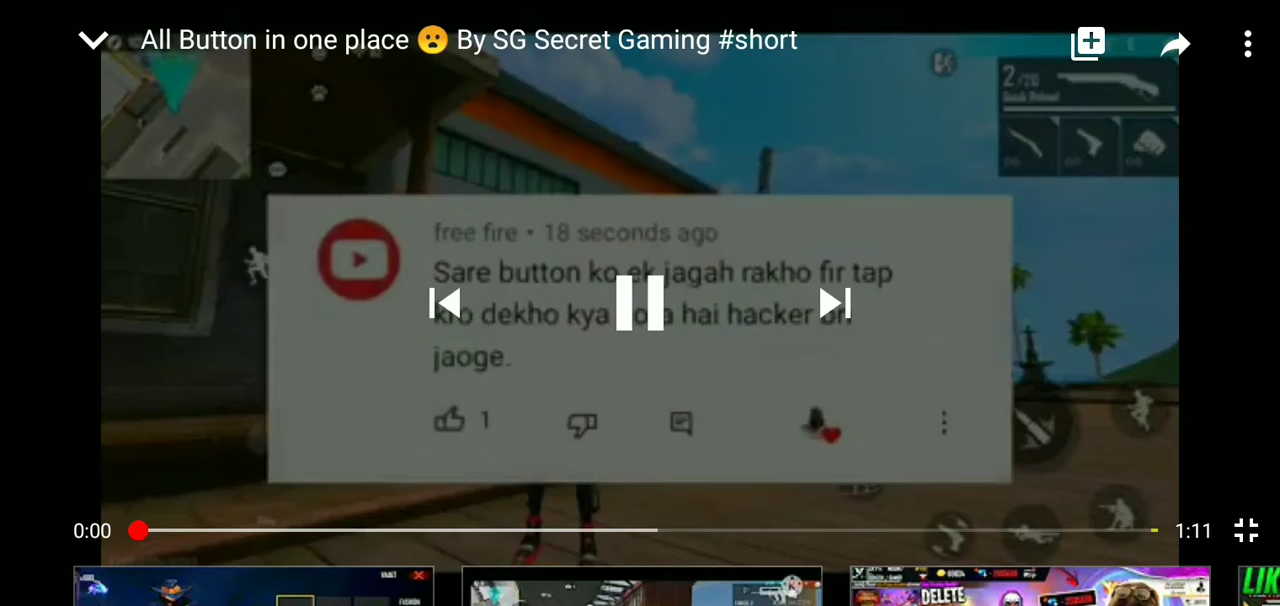 All Button in one place 😮 By SG Secret Gaming #short
2/20
free fire • 18 seconds ago
Sare button ko ek jagah rakho fir tap
kro dekho kya hai hacker
jaoge.
1
0:00
1:11
VAULT
DELETE